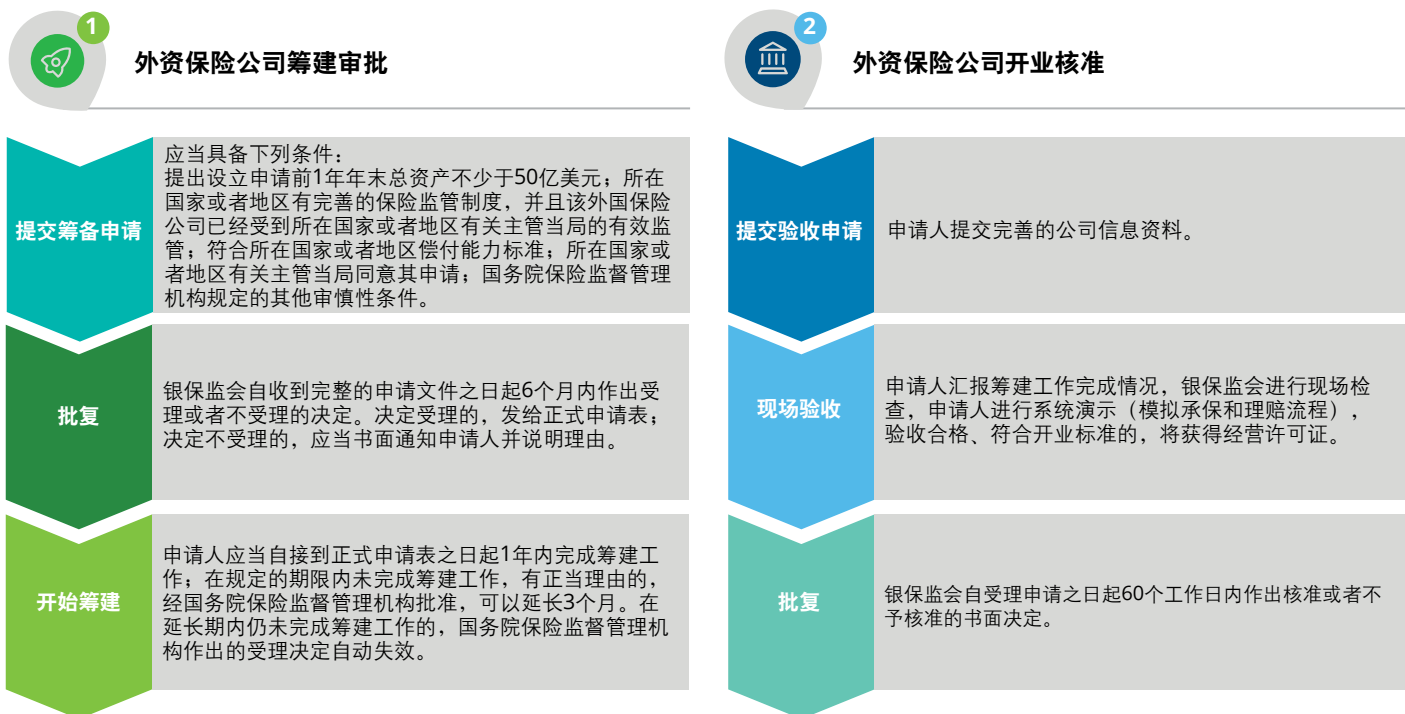 1
外资保险公司筹建审批
提交筹备申请
应当具备下列条件：
提出设立申请前1年年末总资产不少于50亿美元；所在
国家或者地区有完善的保险监管制度，并且该外国保险
公司已经受到所在国家或者地区有关主管当局的有效监
管；符合所在国家或者地区偿付能力标准；所在国家或
者地区有关主管当局同意其申请；国务院保险监督管理
机构规定的其他审慎性条件。
批复
银保监会自收到完整的申请文件之日起6个月内作出受
理或者不受理的决定。决定受理的，发给正式申请表；
决定不受理的，应当书面通知申请人并说明理由。
开始筹建
申请人应当自接到正式申请表之日起1年内完成筹建工
作；在规定的期限内未完成筹建工作，有正当理由的，
经国务院保险监督管理机构批准，可以延长3个月。在
延长期内仍未完成筹建工作的，国务院保险监督管理机
构作出的受理决定自动失效。
2
外资保险公司开业核准
提交验收申请
申请人提交完善的公司信息资料。
现场验收
申请人汇报筹建工作完成情况，银保监会进行现场检
查，申请人进行系统演示（模拟承保和理赔流程），
验收合格、符合开业标准的，将获得经营许可证。
批复
银保监会自受理申请之日起60个工作日内作出核准或者不
予核准的书面决定。